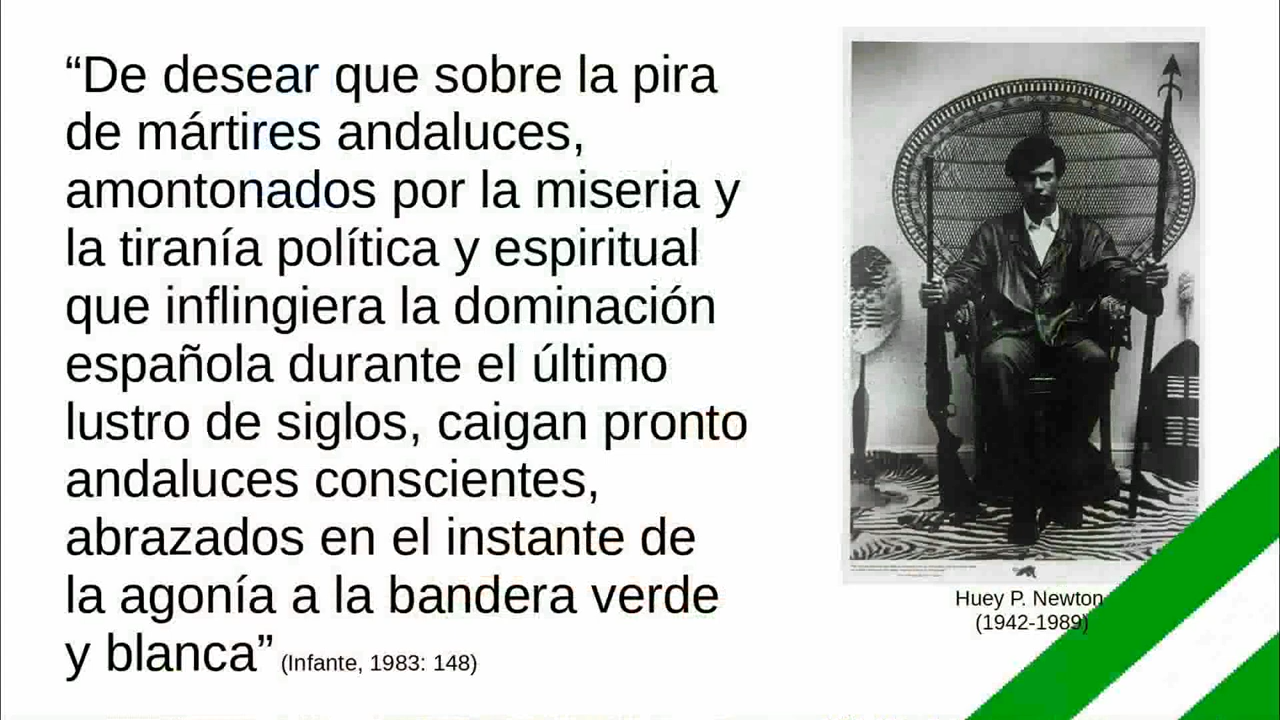 “De desear que sobre la pira
de mártires andaluces,
amontonados por la miseria y
la tiranía política y espiritual
que inflingiera la dominación
española durante el último
lustro de siglos, caigan pronto
andaluces conscientes,
abrazados en el instante de
la agonía a la bandera verde
y blanca” (Infante, 1983: 148)
Huey P. Newton
(1942-1989)